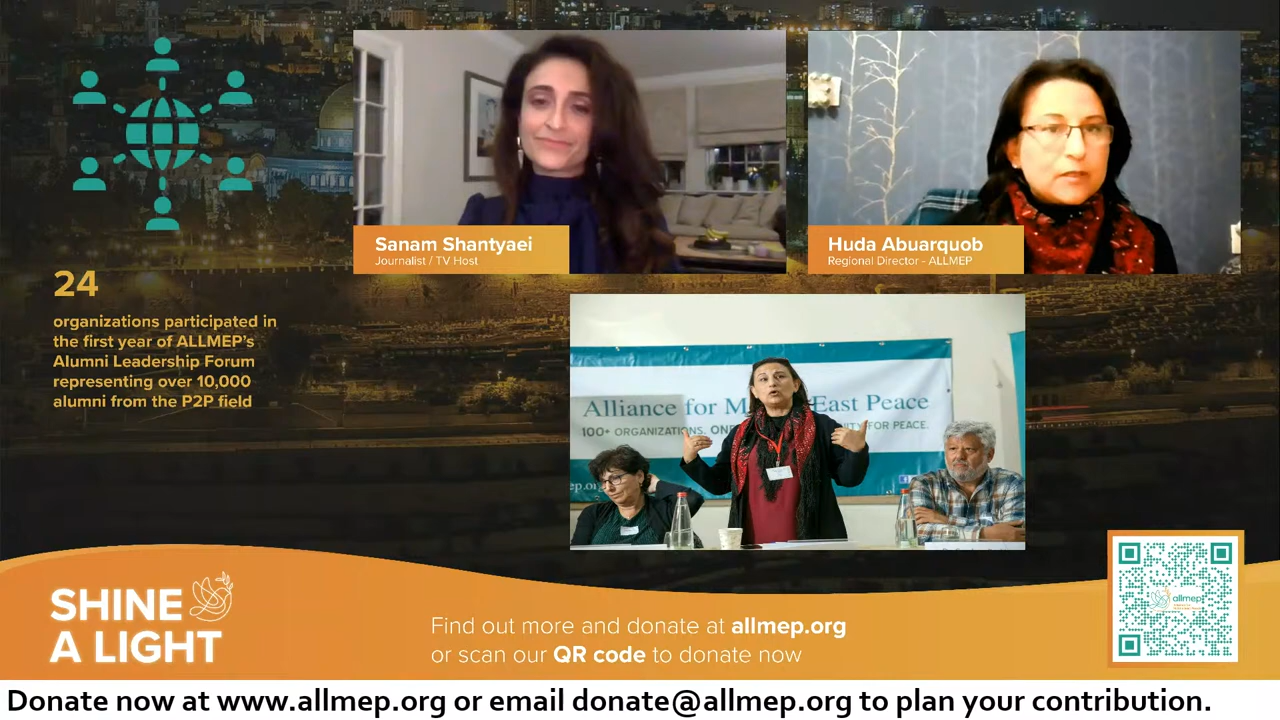 Sanam Shantyaei
Journalist / TV Host
Huda Abuarquob
Regional Director - ALLMEP
24
organizations participated in
the first year of ALLMEP's
Alumni Leadership Forum
representing over 10,000
alumni from the P2P field
Alliance for M East Peace
100+ ORGANIZATIONS. ONE FOR PEACE.
SHINE
A LIGHT
Find out more and donate at allmep.org
or scan our QR code to donate now
allmep
Donate now at www.allmep.org or email donate@allmep.org to plan your contribution.